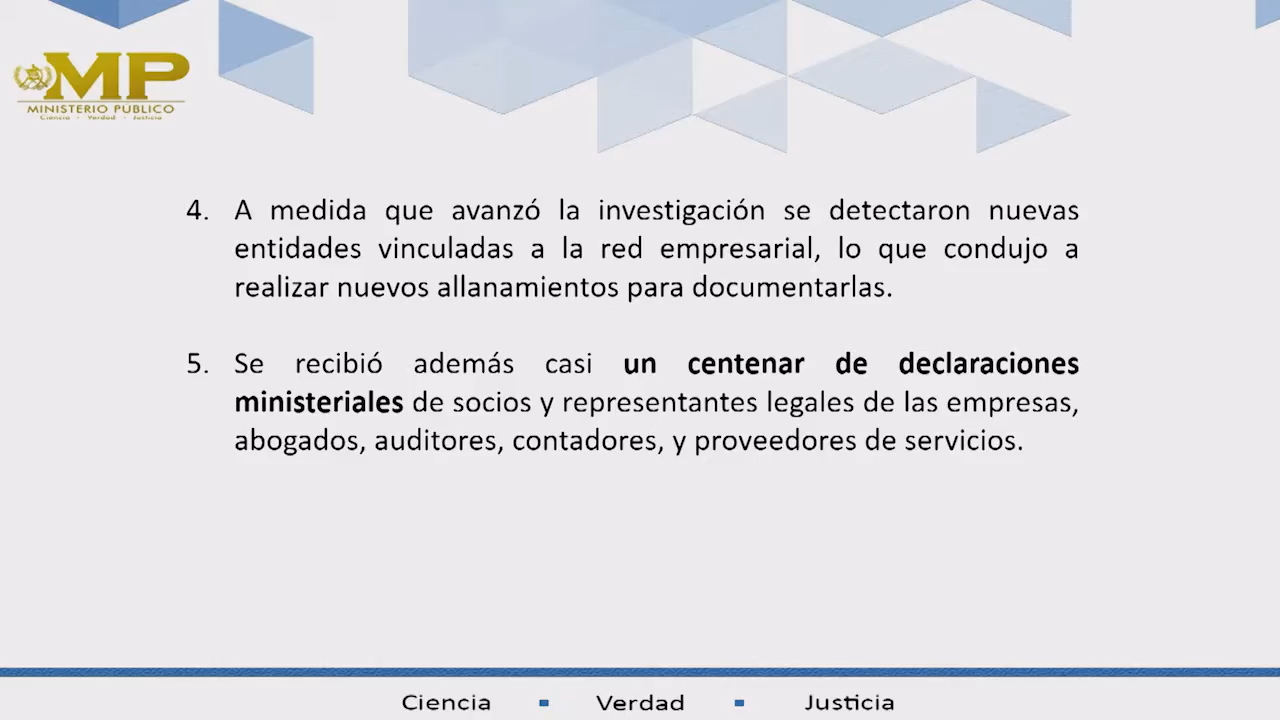 MP
MINISTERIO PÚBLICO
Ciencia - Verdad - Justicia
4. A medida que avanzó la investigación se detectaron nuevas
entidades vinculadas a la red empresarial, lo que condujo a
realizar nuevos allanamientos para documentarlas.
5. Se recibió además casi un centenar de declaraciones
ministeriales de socios y representantes legales de las empresas,
abogados, auditores, contadores, y proveedores de servicios.
Ciencia ▪ Verdad ▪ Justicia